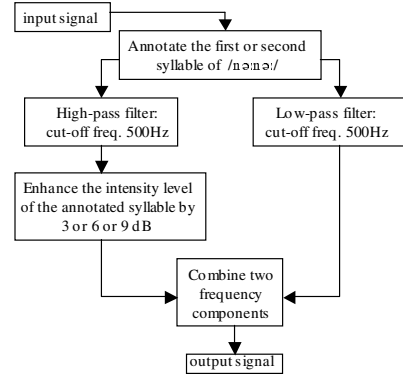 input signal
Annotate the first or second
syllable of /nəːnəː/
High-pass filter:
cut-off freq. 500Hz
Low-pass filter:
cut-off freq. 500Hz
Enhance the intensity level
of the annotated syllable by
3 or 6 or 9 dB
Combine two
frequency
components
output signal